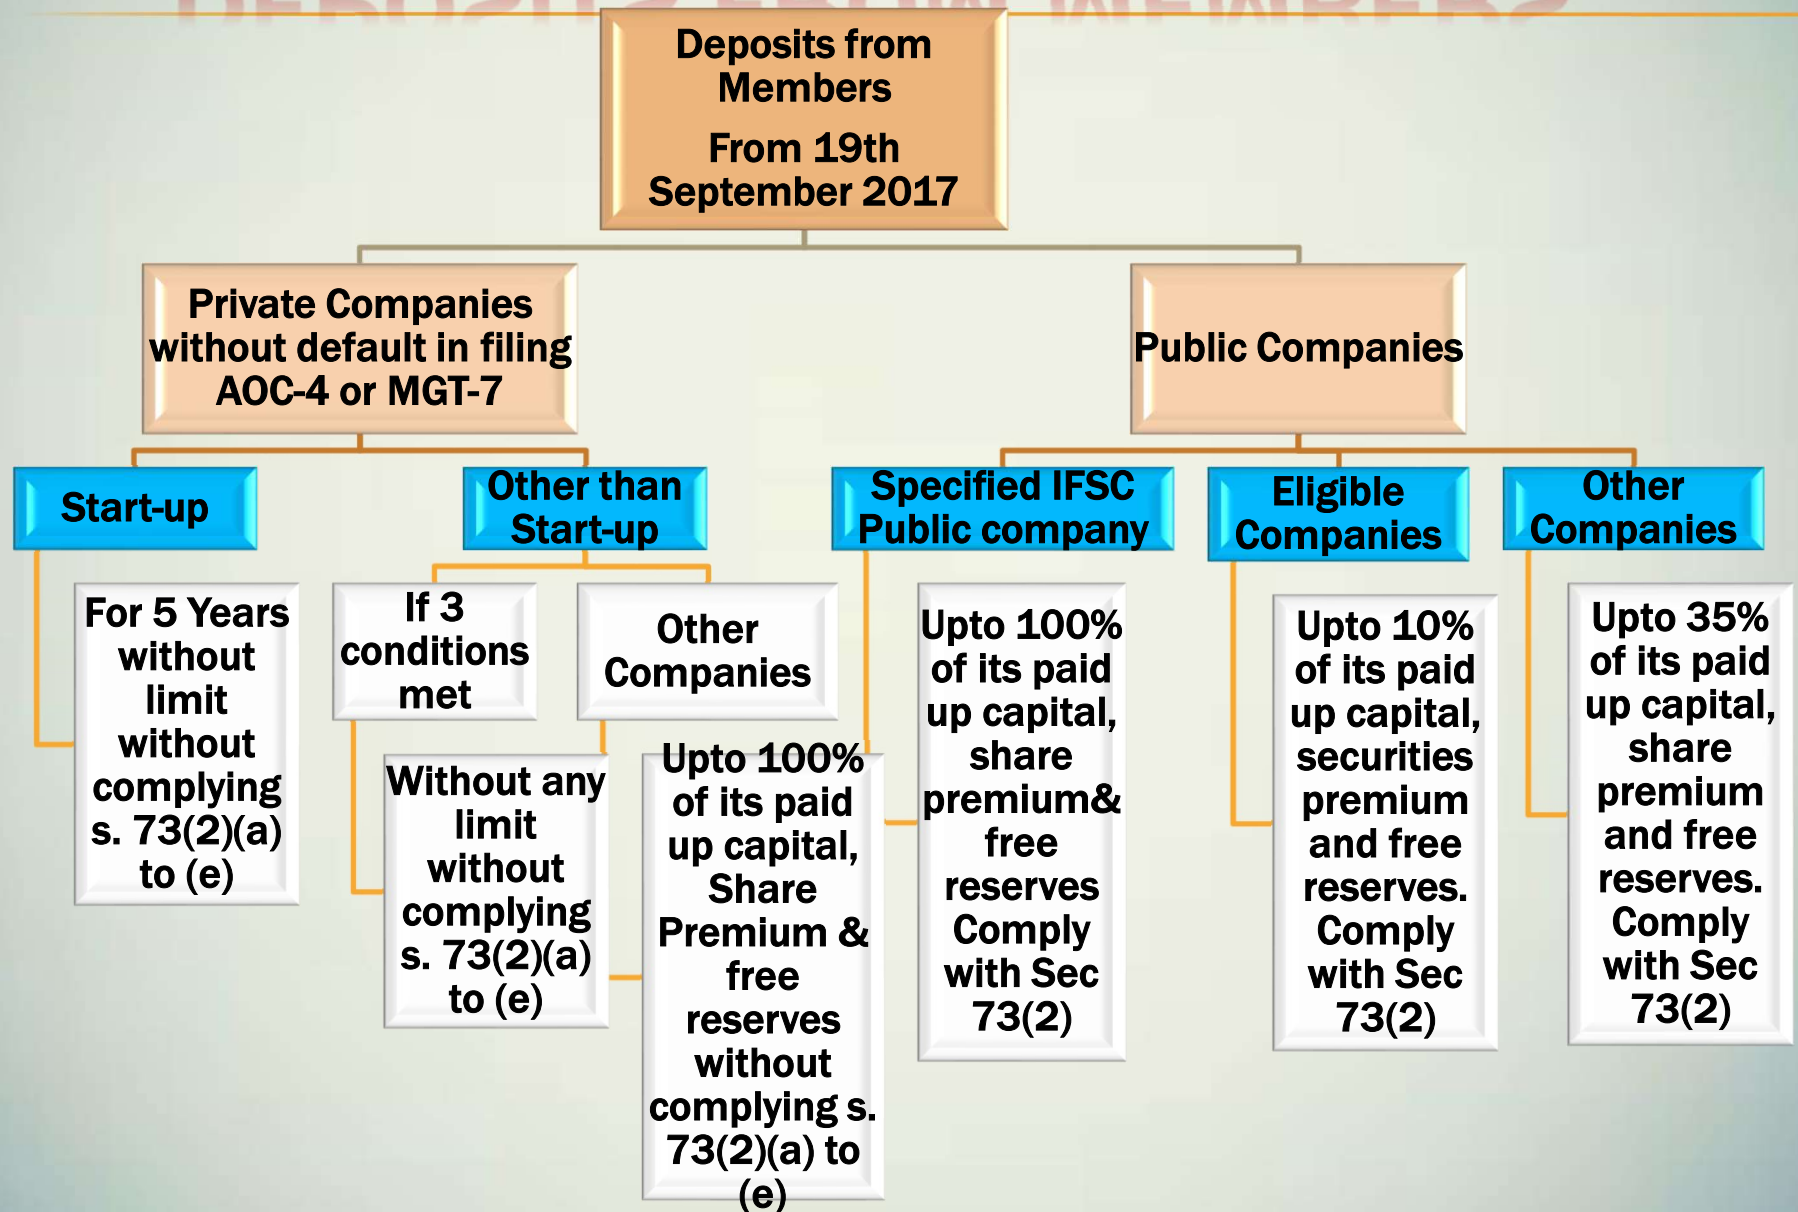 DEPOSITS FROM MEMBERS
Deposits from
Members
From 19th
September 2017
Private Companies
without default in filing
AOC-4 or MGT-7
Public Companies
Start-up
Other than
Start-up
Specified IFSC
Public company
Eligible
Companies
Other
Companies
For 5 Years
without
limit
without
complying
s. 73(2)(a)
to (e)
If 3
conditions
met
Other
Companies
Without any
limit
without
complying
s. 73(2)(a)
to (e)
Upto 100%
of its paid
up capital,
Share
Premium &
free
reserves
without
complying s.
73(2)(a) to
(e)
Upto 100%
of its paid
up capital,
share
premium&
free
reserves
Comply
with Sec
73(2)
Upto 10%
of its paid
up capital,
securities
premium
and free
reserves.
Comply
with Sec
73(2)
Upto 35%
of its paid
up capital,
share
premium
and free
reserves.
Comply
with Sec
73(2)